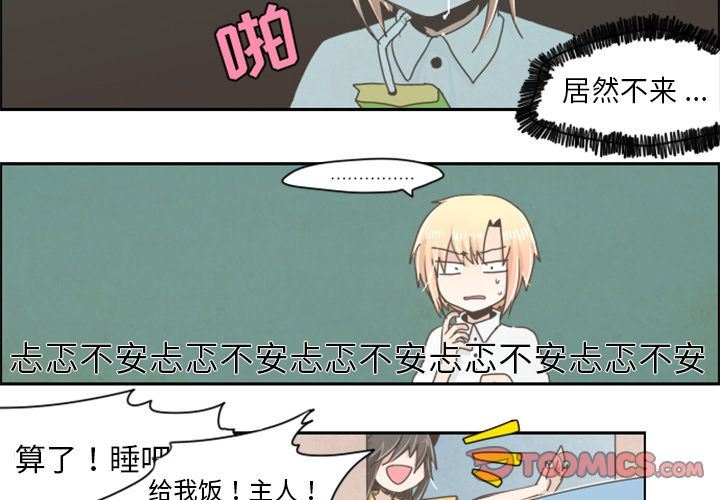 啪
居然不来...
................
忐忑不安忐忑不安忐忑不安忐忑不安忐忑不安
算了！睡吧
给我饭！主人！
TOOMICS.COM